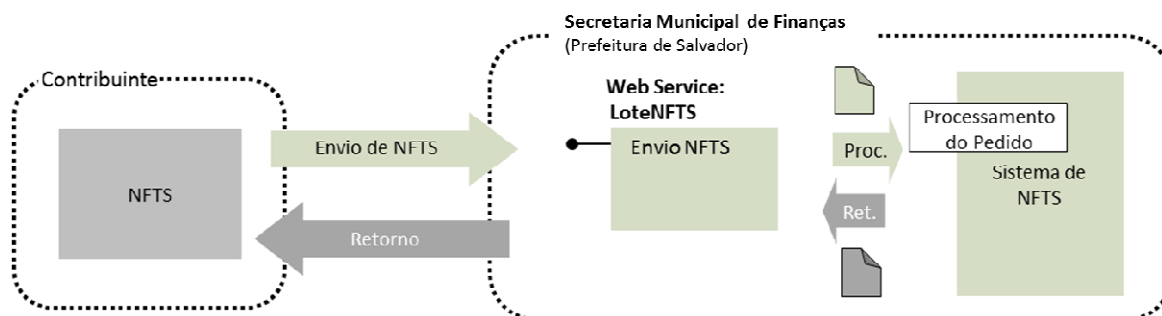 Secretaria Municipal de Finanças
(Prefeitura de Salvador)
Contribuinte
NFTS
Envio de NFTS
Retorno
Web Service:
LoteNFTS
Envio NFTS
Proc.
Ret.
Processamento
do Pedido
Sistema de
NFTS